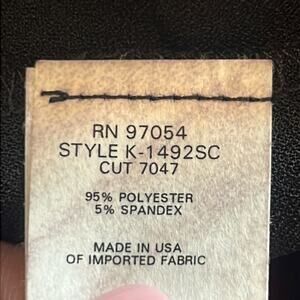 RN 97054
STYLE K-1492SC
CUT 7047
95% POLYESTER
5% SPANDEX
MADE IN USA
OF IMPORTED FABRIC